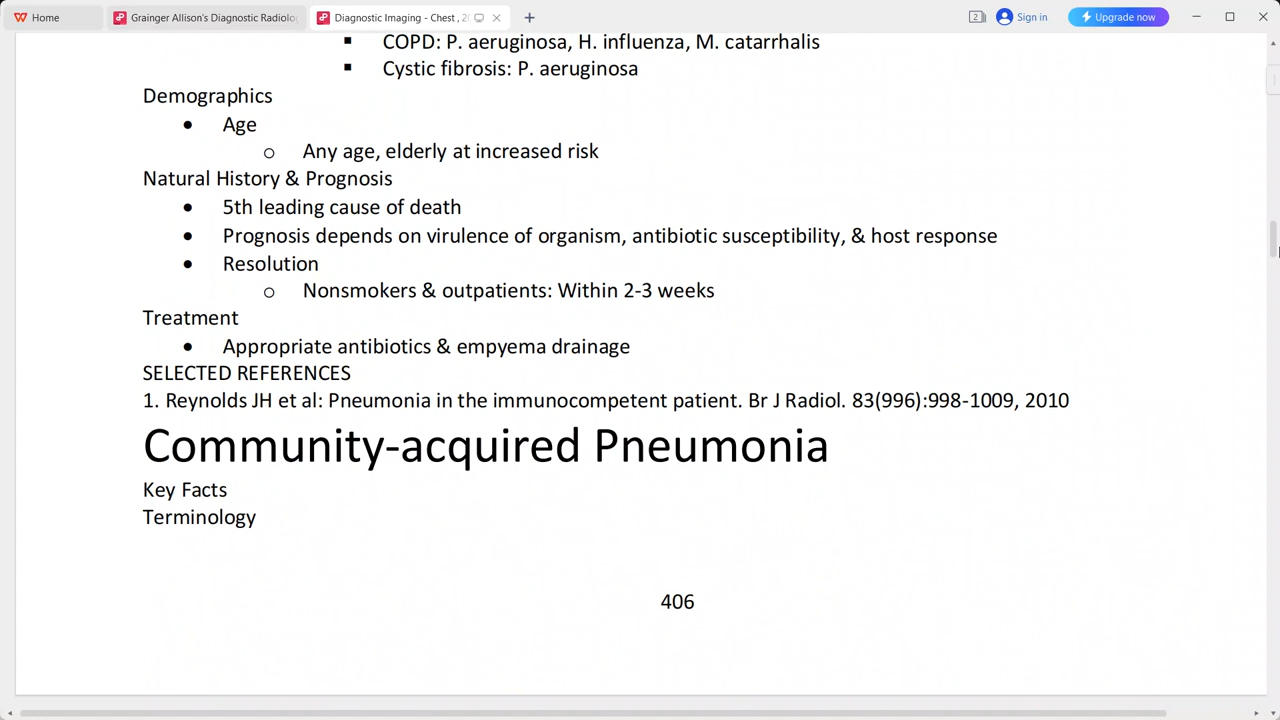 Home
Grainger Allison's Diagnostic Radiolo
Diagnostic Imaging - Chest , 2
2
Sign in
Upgrade now
▪ COPD: P. aeruginosa, H. influenza, M. catarrhalis
▪ Cystic fibrosis: P. aeruginosa
Demographics
• Age
o Any age, elderly at increased risk
Natural History & Prognosis
• 5th leading cause of death
• Prognosis depends on virulence of organism, antibiotic susceptibility, & host response
• Resolution
o Nonsmokers & outpatients: Within 2-3 weeks
Treatment
• Appropriate antibiotics & empyema drainage
SELECTED REFERENCES
1. Reynolds JH et al: Pneumonia in the immunocompetent patient. Br J Radiol. 83(996):998-1009, 2010
Community-acquired Pneumonia
Key Facts
Terminology
406